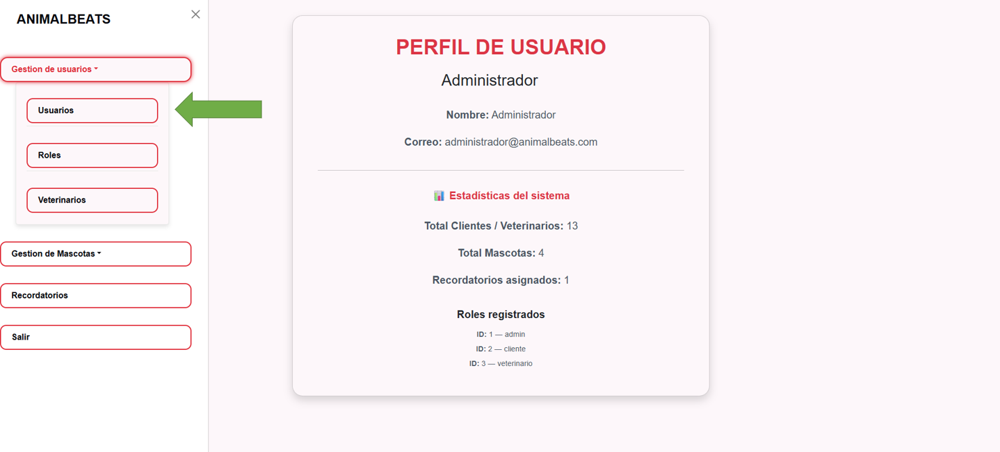 ANIMALBEATS
Gestion de usuarios
Usuarios
Roles
Veterinarios
Gestion de Mascotas
Recordatorios
Salir
PERFIL DE USUARIO
Administrador
Nombre: Administrador
Correo: administrador@animalbeats.com
Estadísticas del sistema
Total Clientes / Veterinarios: 13
Total Mascotas: 4
Recordatorios asignados: 1
Roles registrados
ID: 1 — admin
ID: 2 — cliente
ID: 3 — veterinario